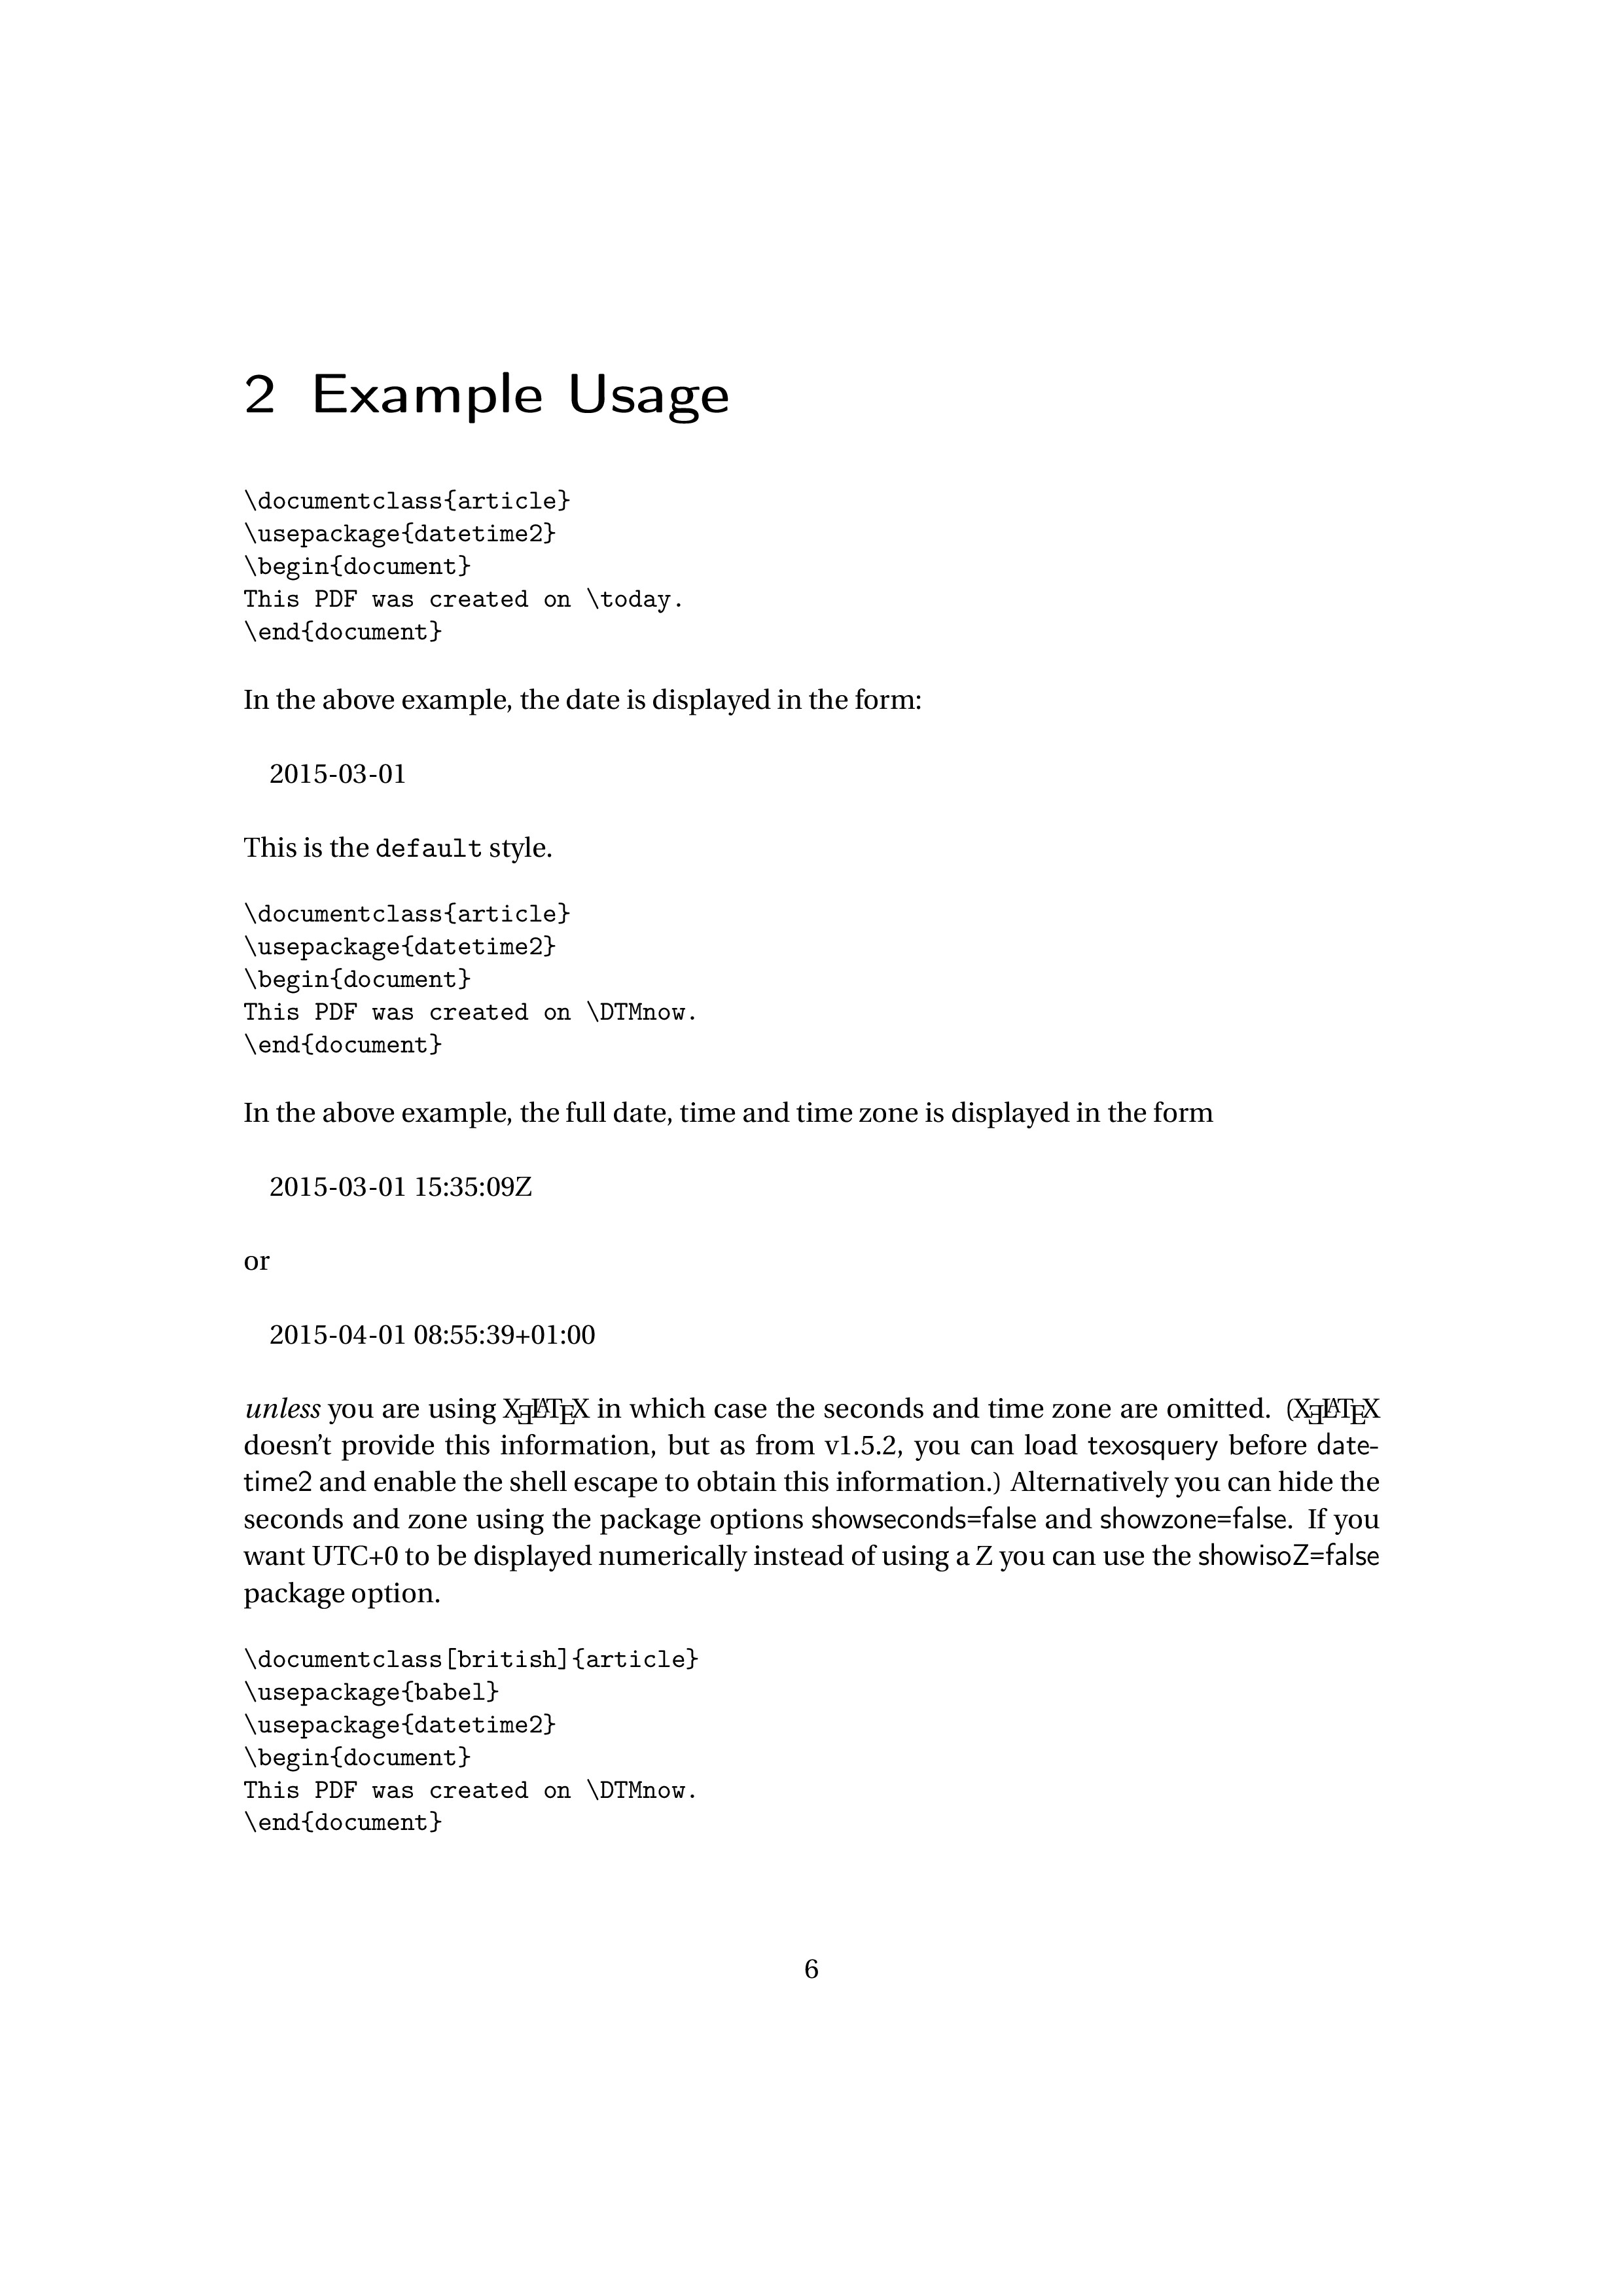 2 Example Usage
\documentclass{article}
\usepackage{datetime2}
\begin{document}
This PDF was created on \today.
\end{document}
In the above example, the date is displayed in the form:
2015-03-01
This is the default style.
\documentclass{article}
\usepackage{datetime2}
\begin{document}
This PDF was created on \DTMnow.
\end{document}
In the above example, the full date, time and time zone is displayed in the form
2015-03-01 15:35:09Z
or
2015-04-01 08:55:39+01:00
unless you are using XƎLATEX in which case the seconds and time zone are omitted. (XƎLATEX
doesn’t provide this information, but as from v1.5.2, you can load texosquery before date-
time2 and enable the shell escape to obtain this information.) Alternatively you can hide the
seconds and zone using the package options showseconds=false and showzone=false. If you
want UTC+0 to be displayed numerically instead of using a Z you can use the showisoZ=false
package option.
\documentclass[british]{article}
\usepackage{babel}
\usepackage{datetime2}
\begin{document}
This PDF was created on \DTMnow.
\end{document}
6